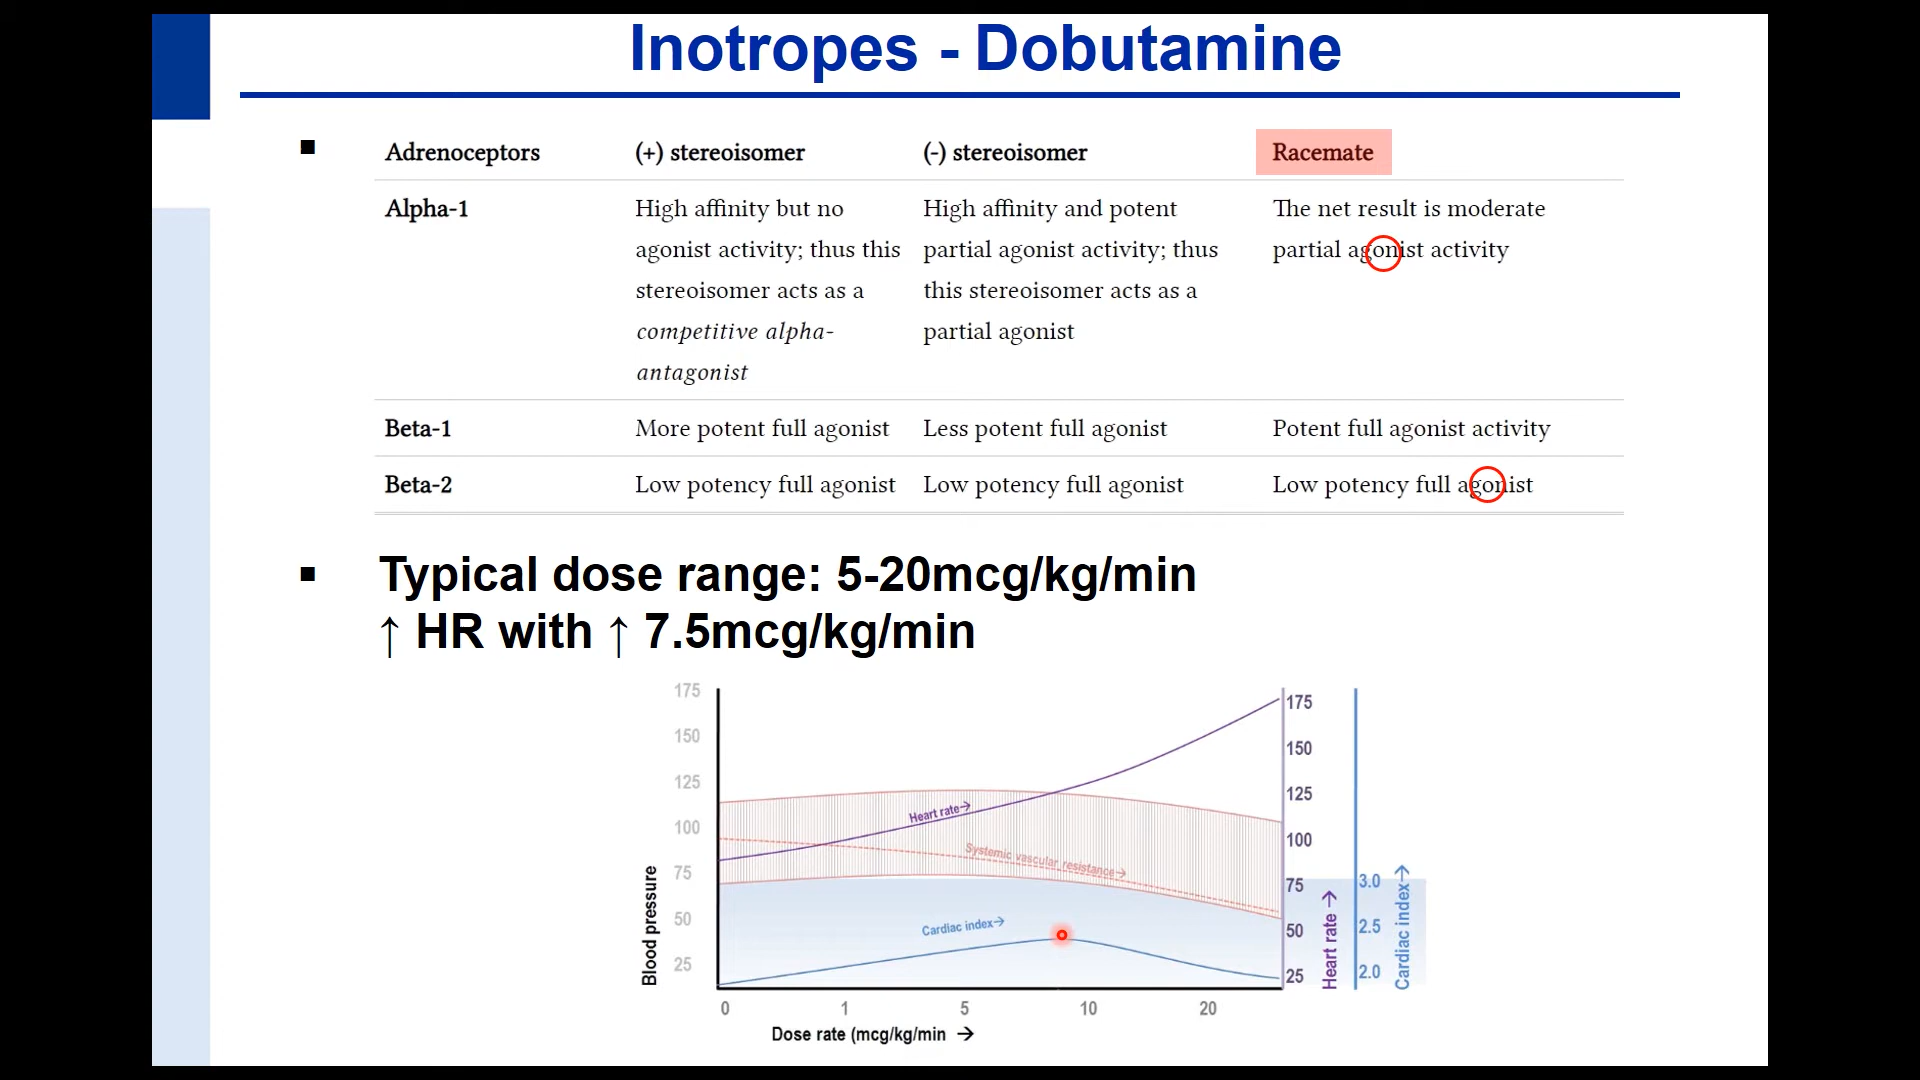 Inotropes - Dobutamine
Adrenoceptors (+) stereoisomer (-) stereoisomer Racemate
Alpha-1 High affinity but no High affinity and potent The net result is moderate
agonist activity; thus this partial agonist activity; thus partial agonist activity
stereoisomer acts as a this stereoisomer acts as a
competitive alpha- partial agonist
antagonist
Beta-1 More potent full agonist Less potent full agonist Potent full agonist activity
Beta-2 Low potency full agonist Low potency full agonist Low potency full agonist
Typical dose range: 5-20mcg/kg/min
↑ HR with ↑ 7.5mcg/kg/min
175 175
150 150
125 125
Heart rate→
100 100
Systemic vascular resistance→
75 75 3.0
Cardiac index→
50 50 2.5
25 25 2.0
Blood pressure
Heart rate →
Cardiac index→
0 1 5 10 20
Dose rate (mcg/kg/min →